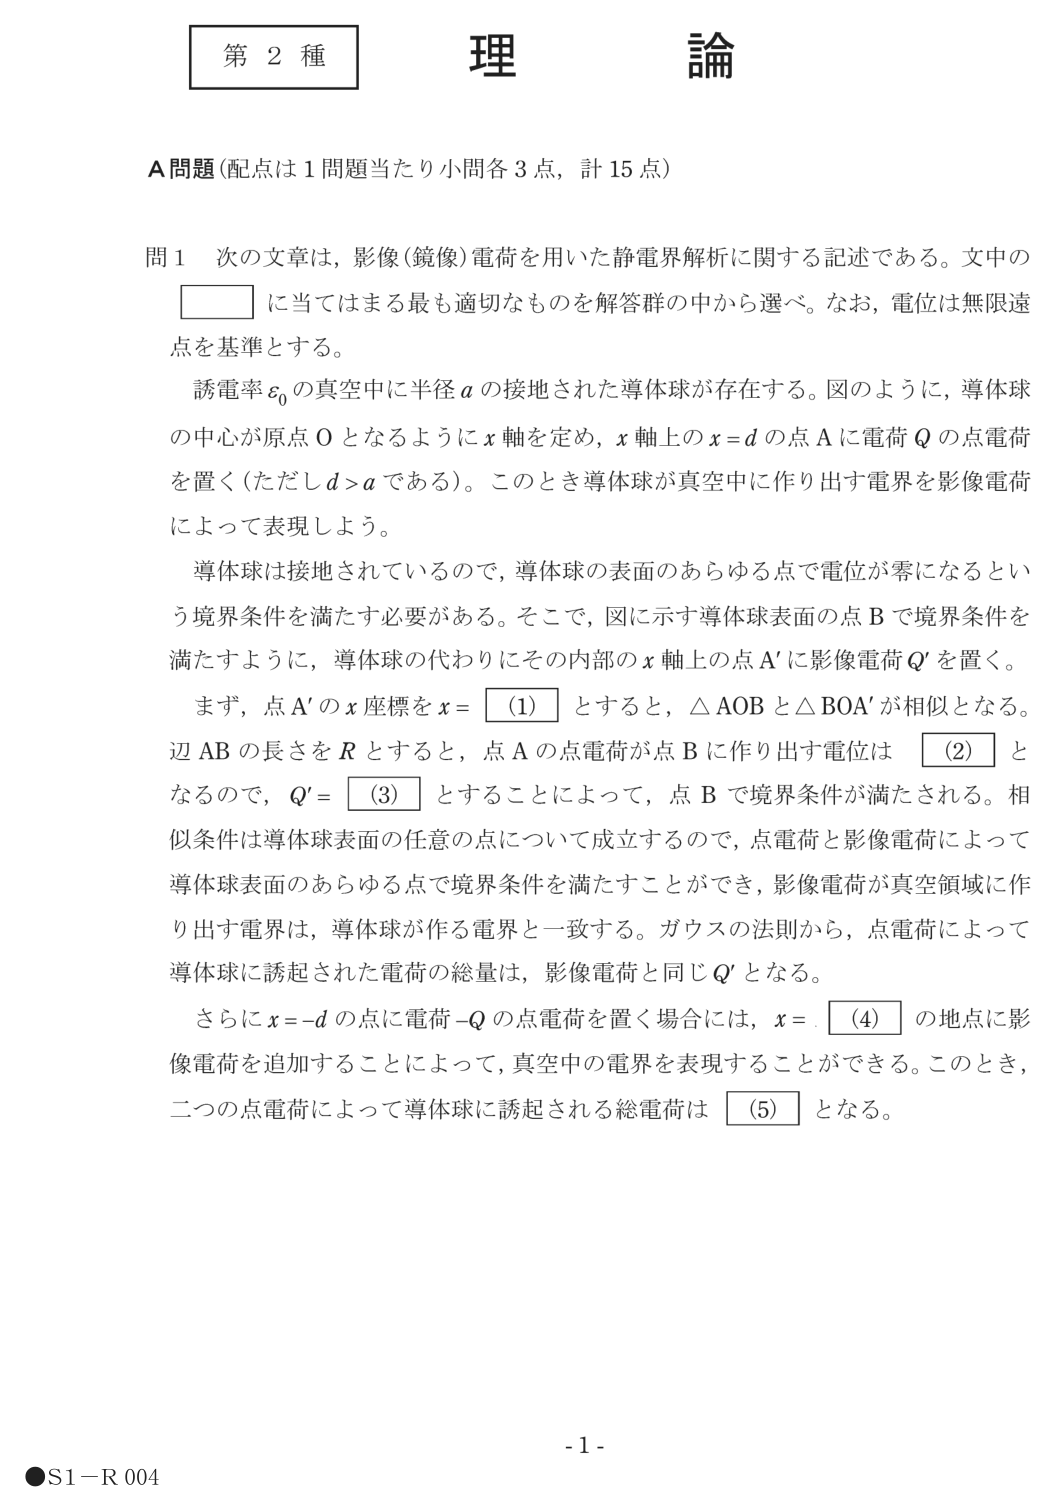 第 2 種
理 論
A問題(配点は1問題当たり小問各3点，計15点)
問1 次の文章は，影像(鏡像)電荷を用いた静電界解析に関する記述である。文中の
に当てはまる最も適切なものを解答群の中から選べ。なお，電位は無限遠
点を基準とする。
誘電率ε₀の真空中に半径aの接地された導体球が存在する。図のように，導体球
の中心が原点Oとなるようにx軸を定め，x軸上のx=dの点Aに電荷Qの点電荷
を置く(ただしd>aである)。このとき導体球が真空中に作り出す電界を影像電荷
によって表現しよう。
導体球は接地されているので，導体球の表面のあらゆる点で電位が零になるとい
う境界条件を満たす必要がある。そこで，図に示す導体球表面の点Bで境界条件を
満たすように，導体球の代わりにその内部のx軸上の点A′に影像電荷Q′を置く。
まず，点A′のx座標をx= (1) とすると，△AOBと△BOA′が相似となる。
辺ABの長さをRとすると，点Aの点電荷が点Bに作り出す電位は (2) と
なるので，Q′= (3) とすることによって，点Bで境界条件が満たされる。相
似条件は導体球表面の任意の点について成立するので，点電荷と影像電荷によって
導体球表面のあらゆる点で境界条件を満たすことができ，影像電荷が真空領域に作
り出す電界は，導体球が作る電界と一致する。ガウスの法則から，点電荷によって
導体球に誘起された電荷の総量は，影像電荷と同じQ′となる。
さらにx=–dの点に電荷–Qの点電荷を置く場合には，x= (4) の地点に影
像電荷を追加することによって，真空中の電界を表現することができる。このとき，
二つの点電荷によって導体球に誘起される総電荷は (5) となる。
- 1 -
●S1－R 004